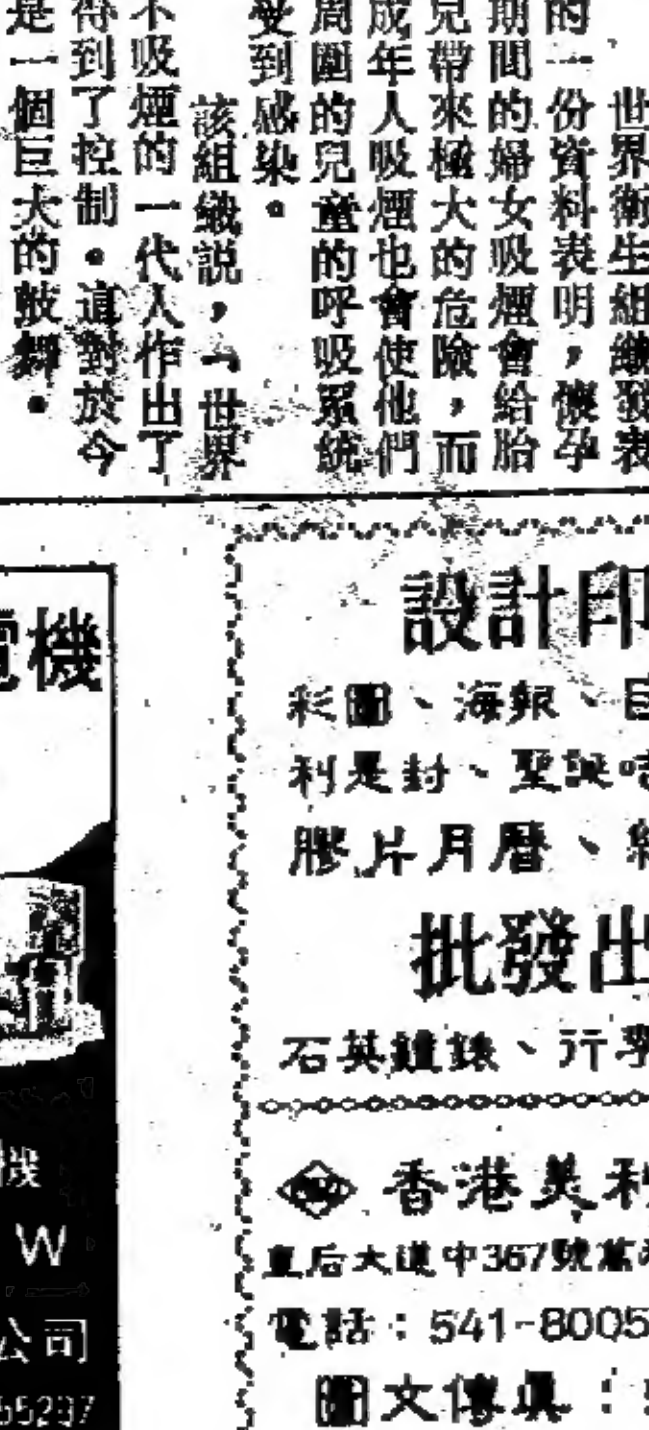 世界衛生組織發表
的一份資料表明，懷孕
期間的婦女吸煙會給胎
兒帶來極大的危險，而
成年人吸煙也會使他們
周圍的兒童的呼吸系統
受到感染。
該組織說，「世界
不吸煙的一代人作出了
得到了控制。這對於今
是一個巨大的鼓舞。
電機
機
W
公司
設計印
彩圖、海報、
利是封、聖誕
膠片月曆、
批發出
石英鐘錶、行
香港美利
皇后大道中367號萬
電話：541-8005
圖文傳真：